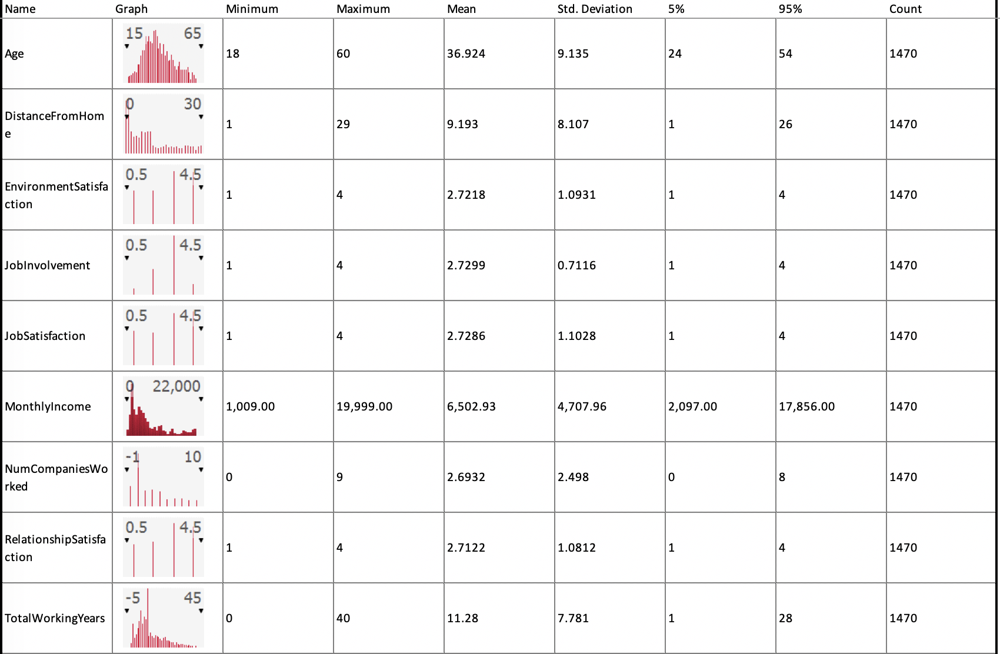 Name Graph Minimum Maximum Mean Std. Deviation 5% 95% Count
15 65
Age 18 60 36.924 9.135 24 54 1470
0 30
DistanceFromHom
e 1 29 9.193 8.107 1 26 1470
0.5 4.5
EnvironmentSatisfa
ction 1 4 2.7218 1.0931 1 4 1470
0.5 4.5
JobInvolvement 1 4 2.7299 0.7116 1 4 1470
0.5 4.5
JobSatisfaction 1 4 2.7286 1.1028 1 4 1470
0 22,000
MonthlyIncome 1,009.00 19,999.00 6,502.93 4,707.96 2,097.00 17,856.00 1470
-1 10
NumCompaniesWo
rked 0 9 2.6932 2.498 0 8 1470
0.5 4.5
RelationshipSatisfa
ction 1 4 2.7122 1.0812 1 4 1470
-5 45
TotalWorkingYears 0 40 11.28 7.781 1 28 1470